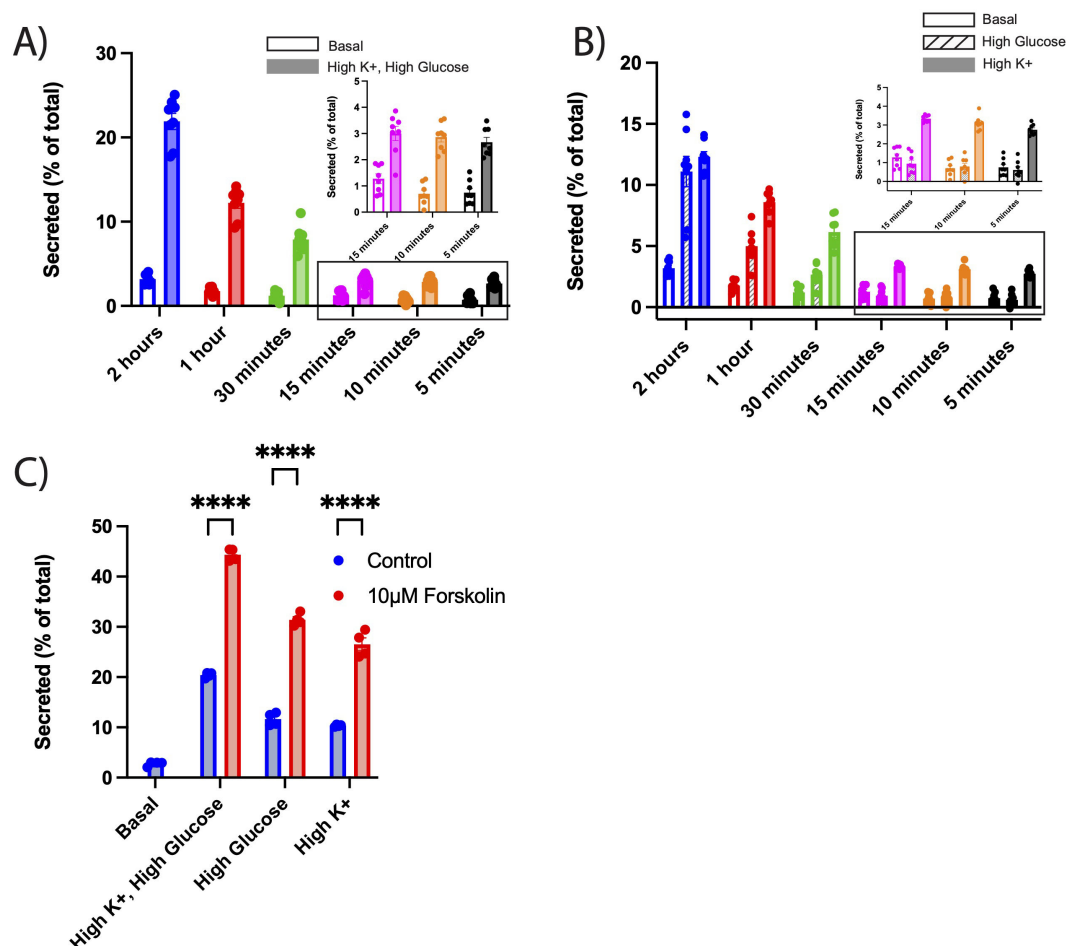 A)
Basal
High K+, High Glucose
Secreted (% of total)
30
20
10
0
2 hours
1 hour
30 minutes
15 minutes
10 minutes
5 minutes
Secreted (% of total)
5
4
3
2
1
0
15 minutes
10 minutes
5 minutes
B)
Basal
High Glucose
High K+
Secreted (% of total)
20
15
10
5
0
2 hours
1 hour
30 minutes
15 minutes
10 minutes
5 minutes
Secreted (% of total)
5
4
3
2
1
0
15 minutes
10 minutes
5 minutes
C)
****
****
****
Secreted (% of total)
50
40
30
20
10
0
Control
10µM Forskolin
Basal
High K+, High Glucose
High Glucose
High K+